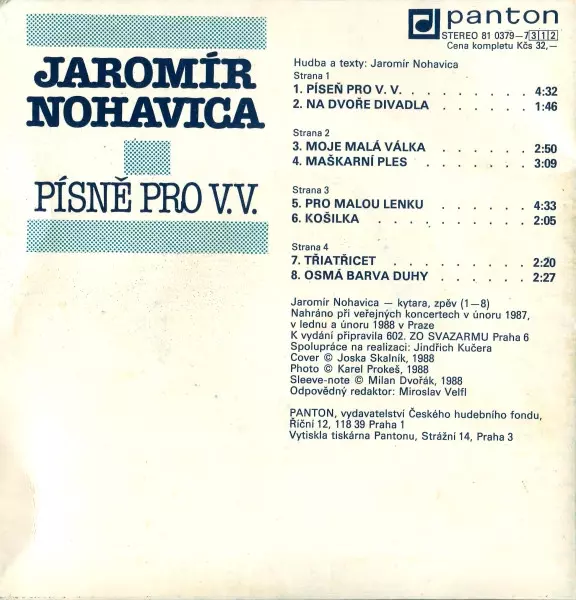 JAROMÍR
NOHAVICA
PÍSNĚ PRO V.V.
panton
STEREO 81 0379–7 312
Cena kompletu Kčs 32,—
Hudba a texty: Jaromír Nohavica
Strana 1
1. PÍSEŇ PRO V. V. . . . . . . . . . 4:32
2. NA DVOŘE DIVADLA . . . . . . 1:46
Strana 2
3. MOJE MALÁ VÁLKA . . . . . . 2:50
4. MAŠKARNÍ PLES . . . . . . . 3:09
Strana 3
5. PRO MALOU LENKU . . . . . . 4:33
6. KOŠILKA . . . . . . . . . . 2:05
Strana 4
7. TŘIATŘICET . . . . . . . . . 2:20
8. OSMÁ BARVA DUHY . . . . . . 2:27
Jaromír Nohavica — kytara, zpěv (1—8)
Nahráno při veřejných koncertech v únoru 1987,
v lednu a únoru 1988 v Praze
K vydání připravila 602. ZO SVAZARMU Praha 6
Spolupráce na realizaci: Jindřich Kučera
Cover © Joska Skalník, 1988
Photo © Karel Prokeš, 1988
Sleeve-note © Milan Dvořák, 1988
Odpovědný redaktor: Miroslav Velfl
PANTON, vydavatelství Českého hudebního fondu,
Říční 12, 118 39 Praha 1
Vytiskla tiskárna Pantonu, Strážní 14, Praha 3